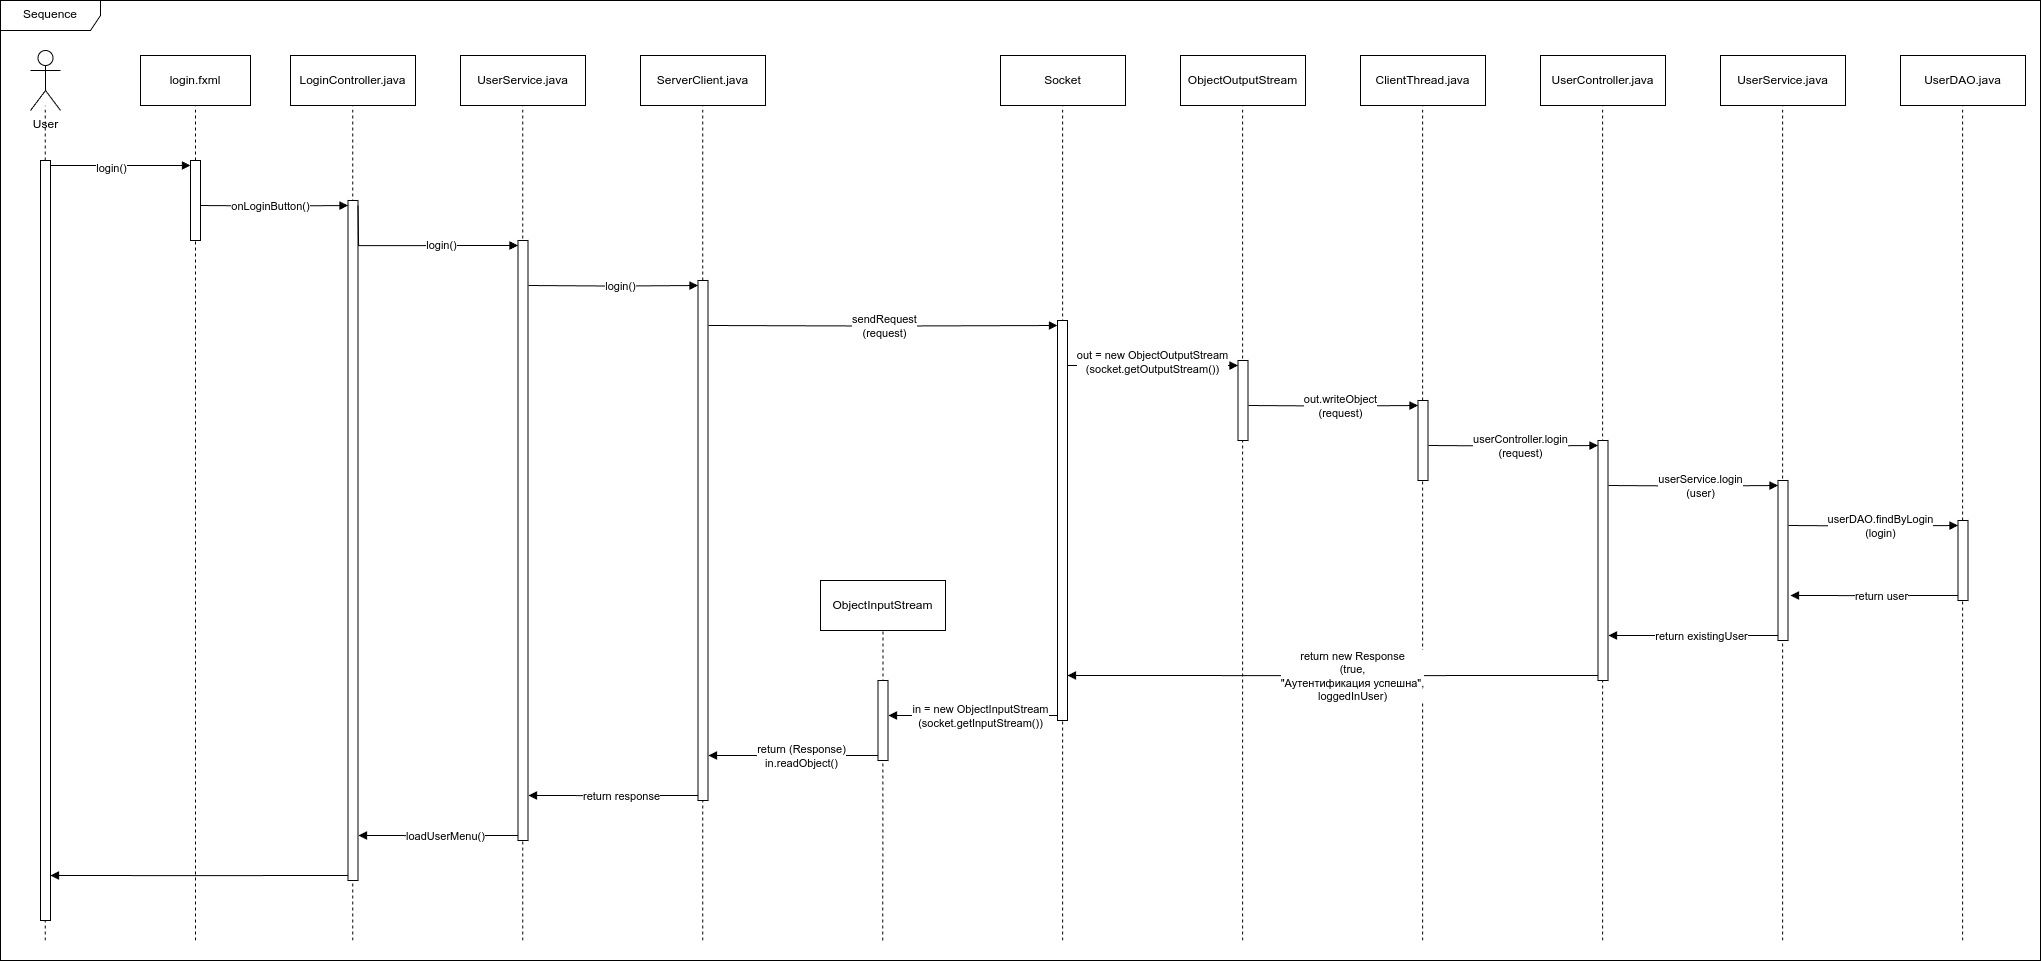 Sequence
User
login.fxml
LoginController.java
UserService.java
ServerClient.java
Socket
ObjectOutputStream
ClientThread.java
UserController.java
UserService.java
UserDAO.java
login()
onLoginButton()
login()
login()
sendRequest
(request)
out = new ObjectOutputStream
(socket.getOutputStream())
out.writeObject
(request)
userController.login
(request)
userService.login
(user)
userDAO.findByLogin
(login)
ObjectInputStream
return user
return existingUser
return new Response
(true,
"Аутентификация успешна",
loggedInUser)
in = new ObjectInputStream
(socket.getInputStream())
return (Response)
in.readObject()
return response
loadUserMenu()